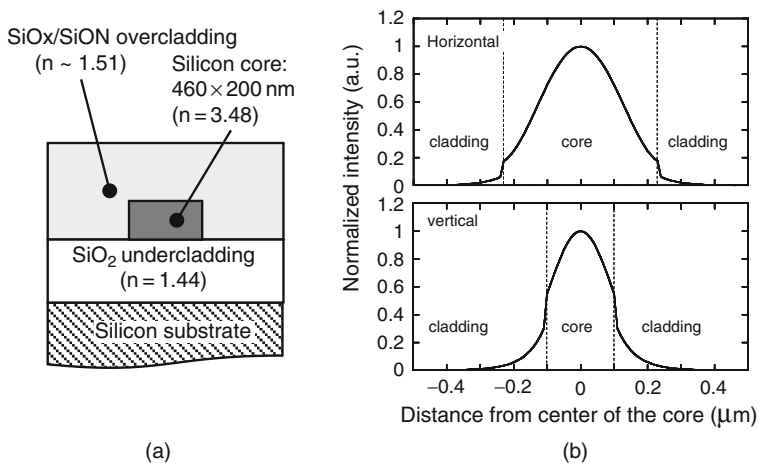 SiOx/SiON overcladding
(n ~ 1.51)
Silicon core:
460 × 200 nm
(n = 3.48)
SiO₂ undercladding
(n = 1.44)
Silicon substrate
(a)
Normalized intensity (a.u.)
1.2
1
0.8
0.6
0.4
0.2
0
Horizontal
cladding
core
cladding
1.2
1
0.8
0.6
0.4
0.2
0
vertical
cladding
core
cladding
−0.4
−0.2
0
0.2
0.4
Distance from center of the core (μm)
(b)